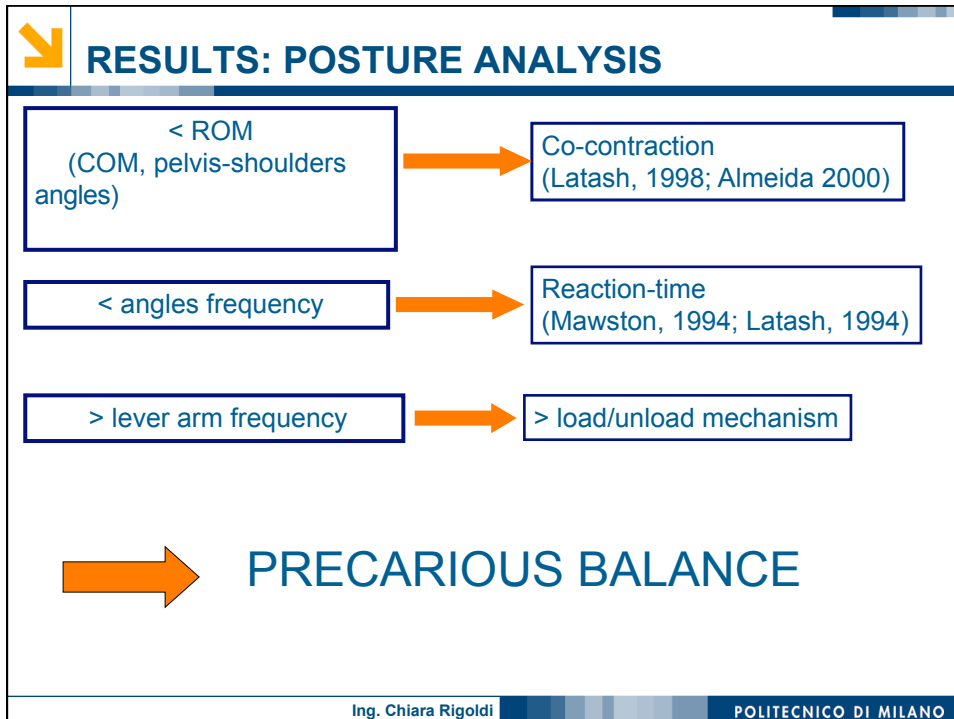 RESULTS: POSTURE ANALYSIS
< ROM
(COM, pelvis-shoulders
angles)
Co-contraction
(Latash, 1998; Almeida 2000)
< angles frequency
Reaction-time
(Mawston, 1994; Latash, 1994)
> lever arm frequency
> load/unload mechanism
PRECARIOUS BALANCE
Ing. Chiara Rigoldi
POLITECNICO DI MILANO